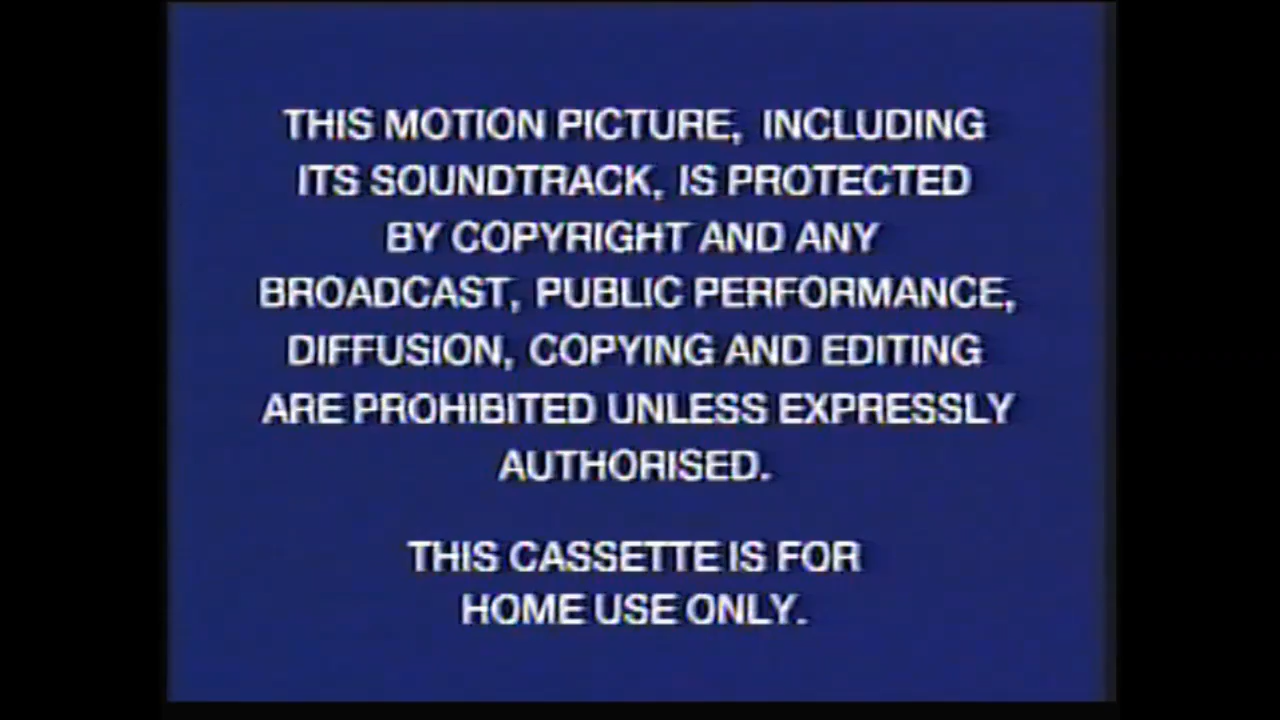 THIS MOTION PICTURE, INCLUDING
ITS SOUNDTRACK, IS PROTECTED
BY COPYRIGHT AND ANY
BROADCAST, PUBLIC PERFORMANCE,
DIFFUSION, COPYING AND EDITING
ARE PROHIBITED UNLESS EXPRESSLY
AUTHORISED.
THIS CASSETTE IS FOR
HOME USE ONLY.